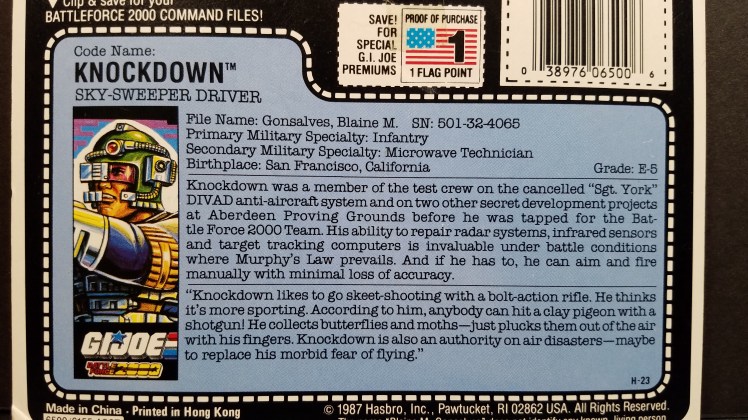 Clip & save for your
BATTLEFORCE 2000 COMMAND FILES!
SAVE!
FOR
SPECIAL
G.I. JOE
PREMIUMS
PROOF OF PURCHASE
1
1 FLAG POINT
0 38976 06500 6
Code Name:
KNOCKDOWN™
SKY-SWEEPER DRIVER
File Name: Gonsalves, Blaine M. SN: 501-32-4065
Primary Military Specialty: Infantry
Secondary Military Specialty: Microwave Technician
Birthplace: San Francisco, California Grade: E-5
Knockdown was a member of the test crew on the cancelled “Sgt. York”
DIVAD anti-aircraft system and on two other secret development projects
at Aberdeen Proving Grounds before he was tapped for the Bat-
tle Force 2000 Team. His ability to repair radar systems, infrared sensors
and target tracking computers is invaluable under battle conditions
where Murphy's Law prevails. And if he has to, he can aim and fire
manually with minimal loss of accuracy.
“Knockdown likes to go skeet-shooting with a bolt-action rifle. He thinks
it's more sporting. According to him, anybody can hit a clay pigeon with a
shotgun! He collects butterflies and moths—just plucks them out of the air
with his fingers. Knockdown is also an authority on air disasters—maybe
to replace his morbid fear of flying.”
GI JOE
2000
H-23
Made in China • Printed in Hong Kong
© 1987 Hasbro, Inc., Pawtucket, RI 02862 USA. All Rights Reserved.